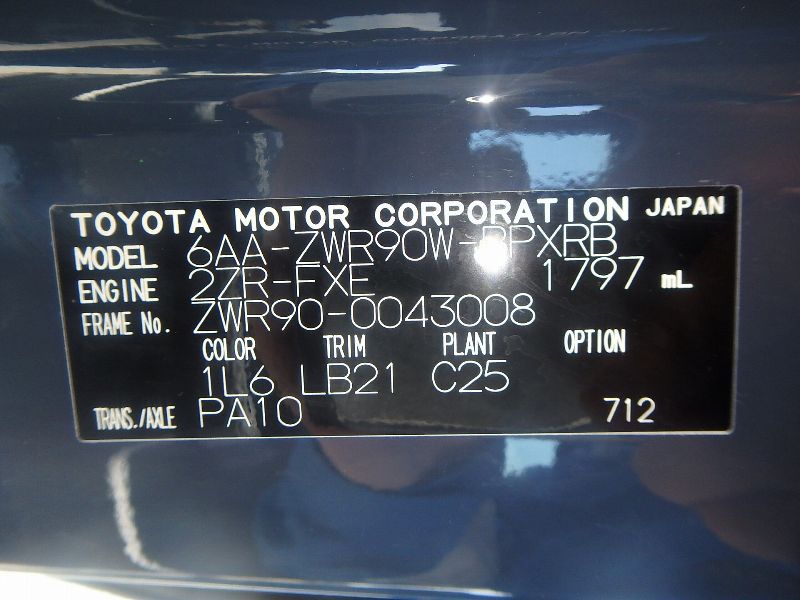 TOYOTA MOTOR CORPORATION JAPAN
MODEL 6AA-ZWR90W-
ENGINE 2ZR-FXE 1797 mL
FRAME No. ZWR90-0043008
COLOR TRIM PLANT OPTION
1L6 LB21 C25
TRANS./AXLE PA10 712